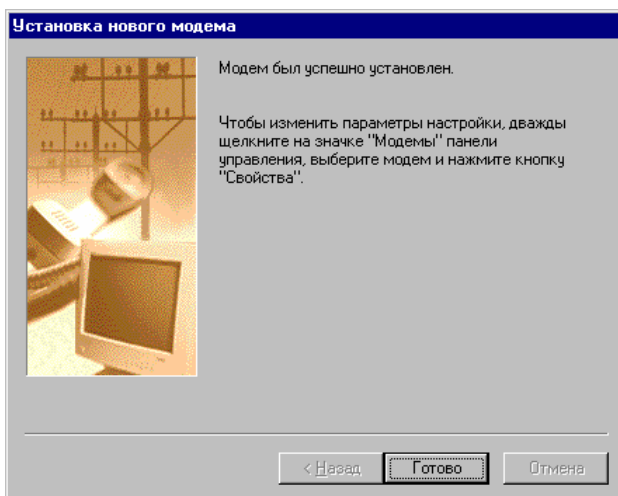 Установка нового модема
Модем был успешно установлен.
Чтобы изменить параметры настройки, дважды
щелкните на значке "Модемы" панели
управления, выберите модем и нажмите кнопку
"Свойства".
< Назад
Готово
Отмена